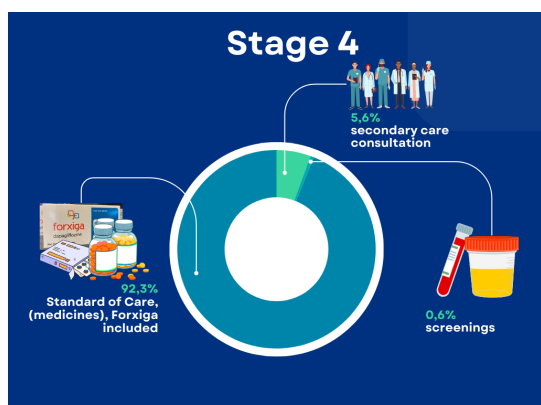 Stage 4
5,6%
secondary care
consultation
forxiga
92,3%
Standard of Care,
(medicines), Forxiga
included
0,6%
screenings